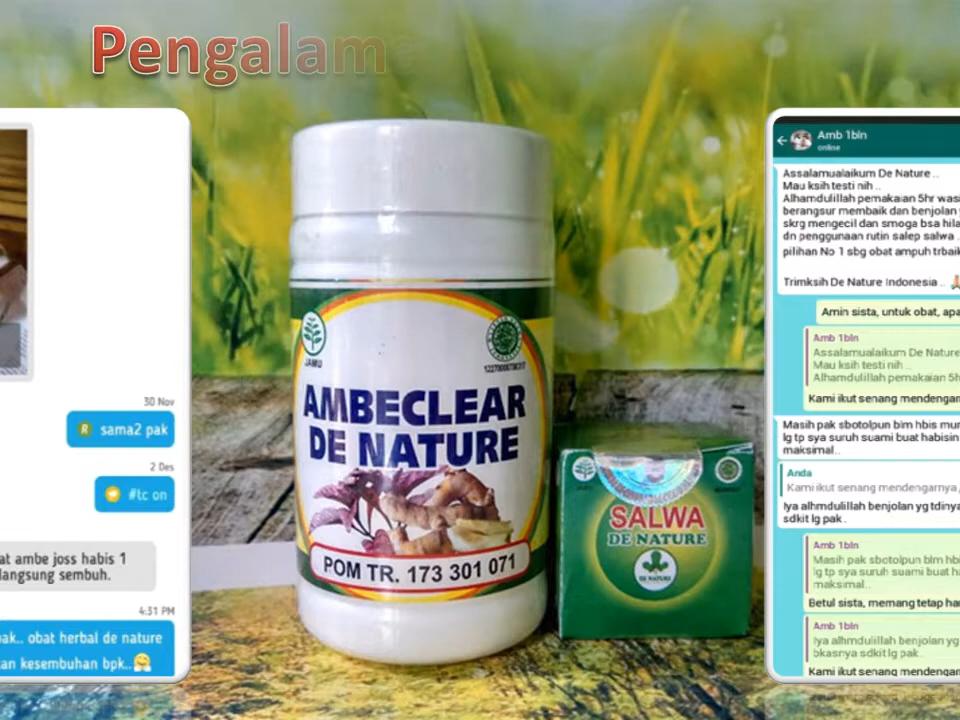 Pengalam
30 Nov
R sama2 pak
2 Des
#tc on
at ambe joss habis 1
langsung sembuh.
4:31 PM
pak.. obat herbal de nature
kan kesembuhan bpk..
JAMU
AMBECLEAR
DE NATURE
POM TR. 173 301 071
SALWA
DE NATURE
DE NATURE
Amb 1bln
online
Assalamualaikum De Nature ..
Mau ksih testi nih ..
Alhamdulillah pemakaian 5hr wasi
berangsur membaik dan benjolan
skrg mengecil dan smoga bsa hila
dn penggunaan rutin salep salwa
pilihan No 1 sbg obat ampuh trbaik
Trimksih De Nature Indonesia ..
Amin sista, untuk obat, apa
Amb 1bln
Assalamualaikum De Nature
Mau ksih testi nih ..
Alhamdulillah pemakaian 5h
Kami ikut senang mendengar
Masih pak sbotolpun blm hbis mur
lg tp sya suruh suami buat habisin
maksimal..
Anda
Kami ikut senang mendengarnya
Iya alhmdulillah benjolan yg tdinya
sdkit lg pak .
Amb 1bln
Masih pak sbotolpun blm hbi
lg tp sya suruh suami buat ha
maksimal..
Betul sista, memang tetap har
Amb 1bln
Iya alhmdulillah benjolan yg
bkasnya sdkit lg pak .
Kami ikut senang mendengar